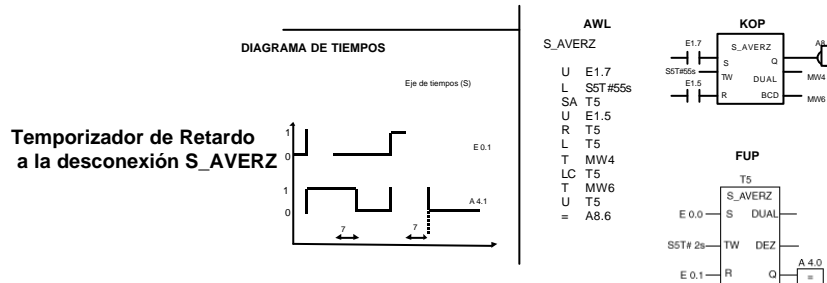 DIAGRAMA DE TIEMPOS
Eje de tiempos (S)
Temporizador de Retardo
a la desconexión S_AVERZ
1
0
E 0.1
1
0
A 4.1
7
7
AWL
S_AVERZ
U E1.7
L S5T#55s
SA T5
U E1.5
R T5
L T5
T MW4
LC T5
T MW6
U T5
= A8.6
KOP
E1.7
S_AVERZ
S
Q
S5T#55s
TW
DUAL
MW4
E1.5
R
BCD
MW6
FUP
T5
S_AVERZ
E 0.0
S
DUAL
S5T# 2s
TW
DEZ
A 4.0
E 0.1
R
Q
=